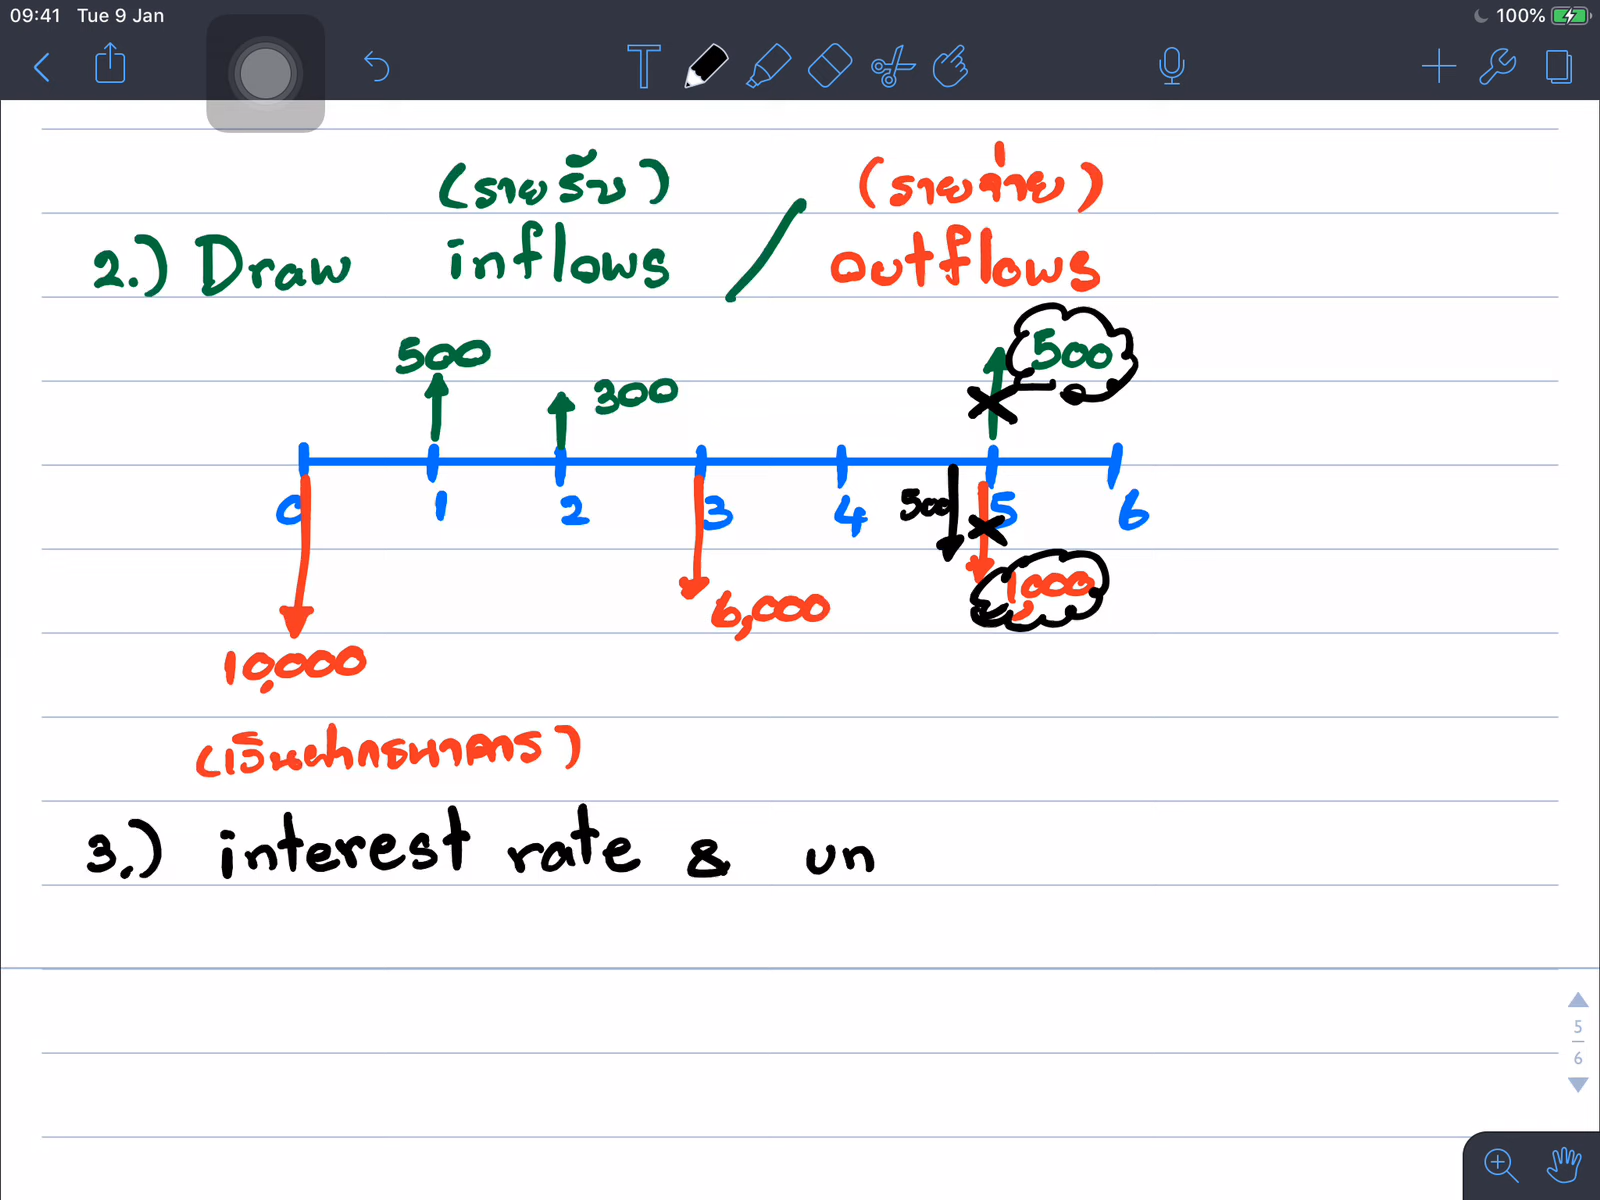 09:41 Tue 9 Jan
100%
(รายรับ) (รายจ่าย)
2.) Draw inflows / outflows
500 300 500
0 1 2 3 4 500 5 6
10,000 6,000 1,000
(เงินฝากธนาคาร)
3.) interest rate & un
5
6